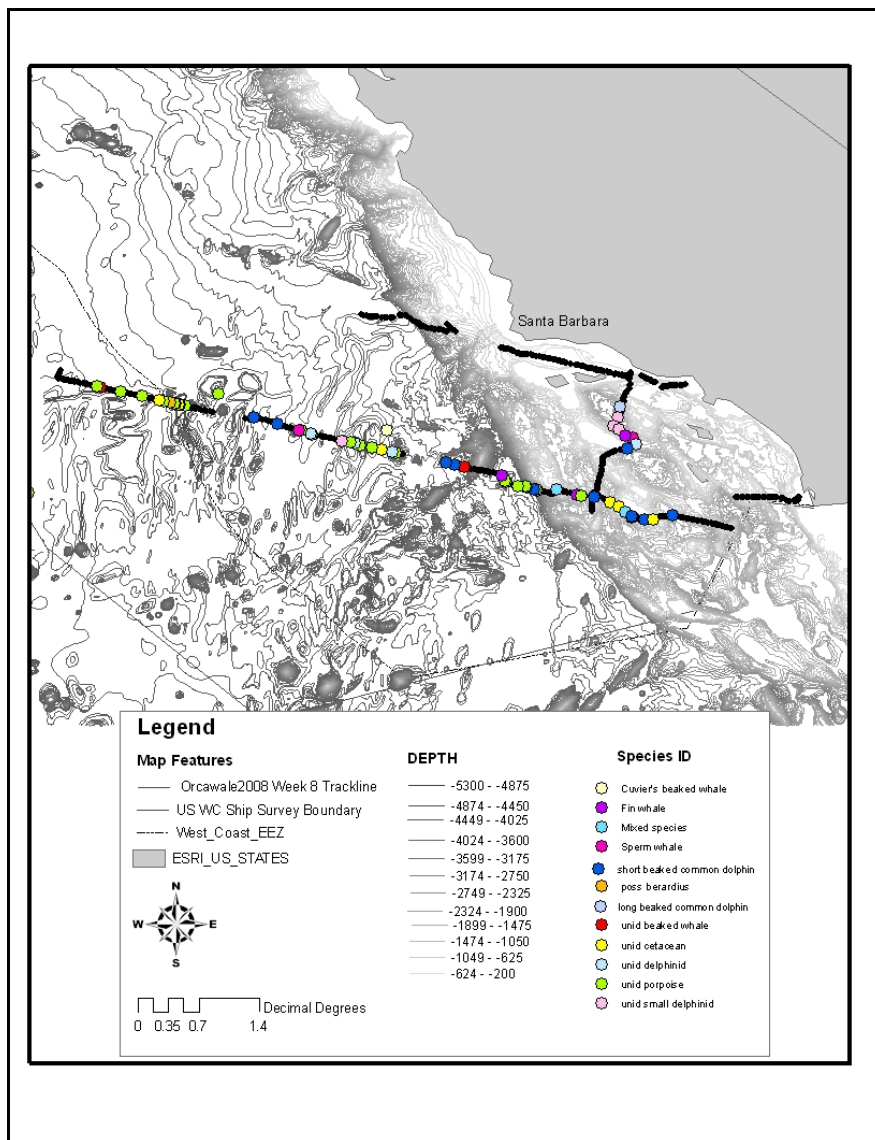 Santa Barbara
Legend
Map Features
Orcawale2008 Week 8 Trackline
US WC Ship Survey Boundary
West_Coast_EEZ
ESRI_US_STATES
N
W
E
S
Decimal Degrees
0 0.35 0.7 1.4
DEPTH
-5300 - -4875
-4874 - -4450
-4449 - -4025
-4024 - -3600
-3599 - -3175
-3174 - -2750
-2749 - -2325
-2324 - -1900
-1899 - -1475
-1474 - -1050
-1049 - -625
-624 - -200
Species ID
Cuvier's beaked whale
Fin whale
Mixed species
Sperm whale
short beaked common dolphin
poss berardius
long beaked common dolphin
unid beaked whale
unid cetacean
unid delphinid
unid porpoise
unid small delphinid